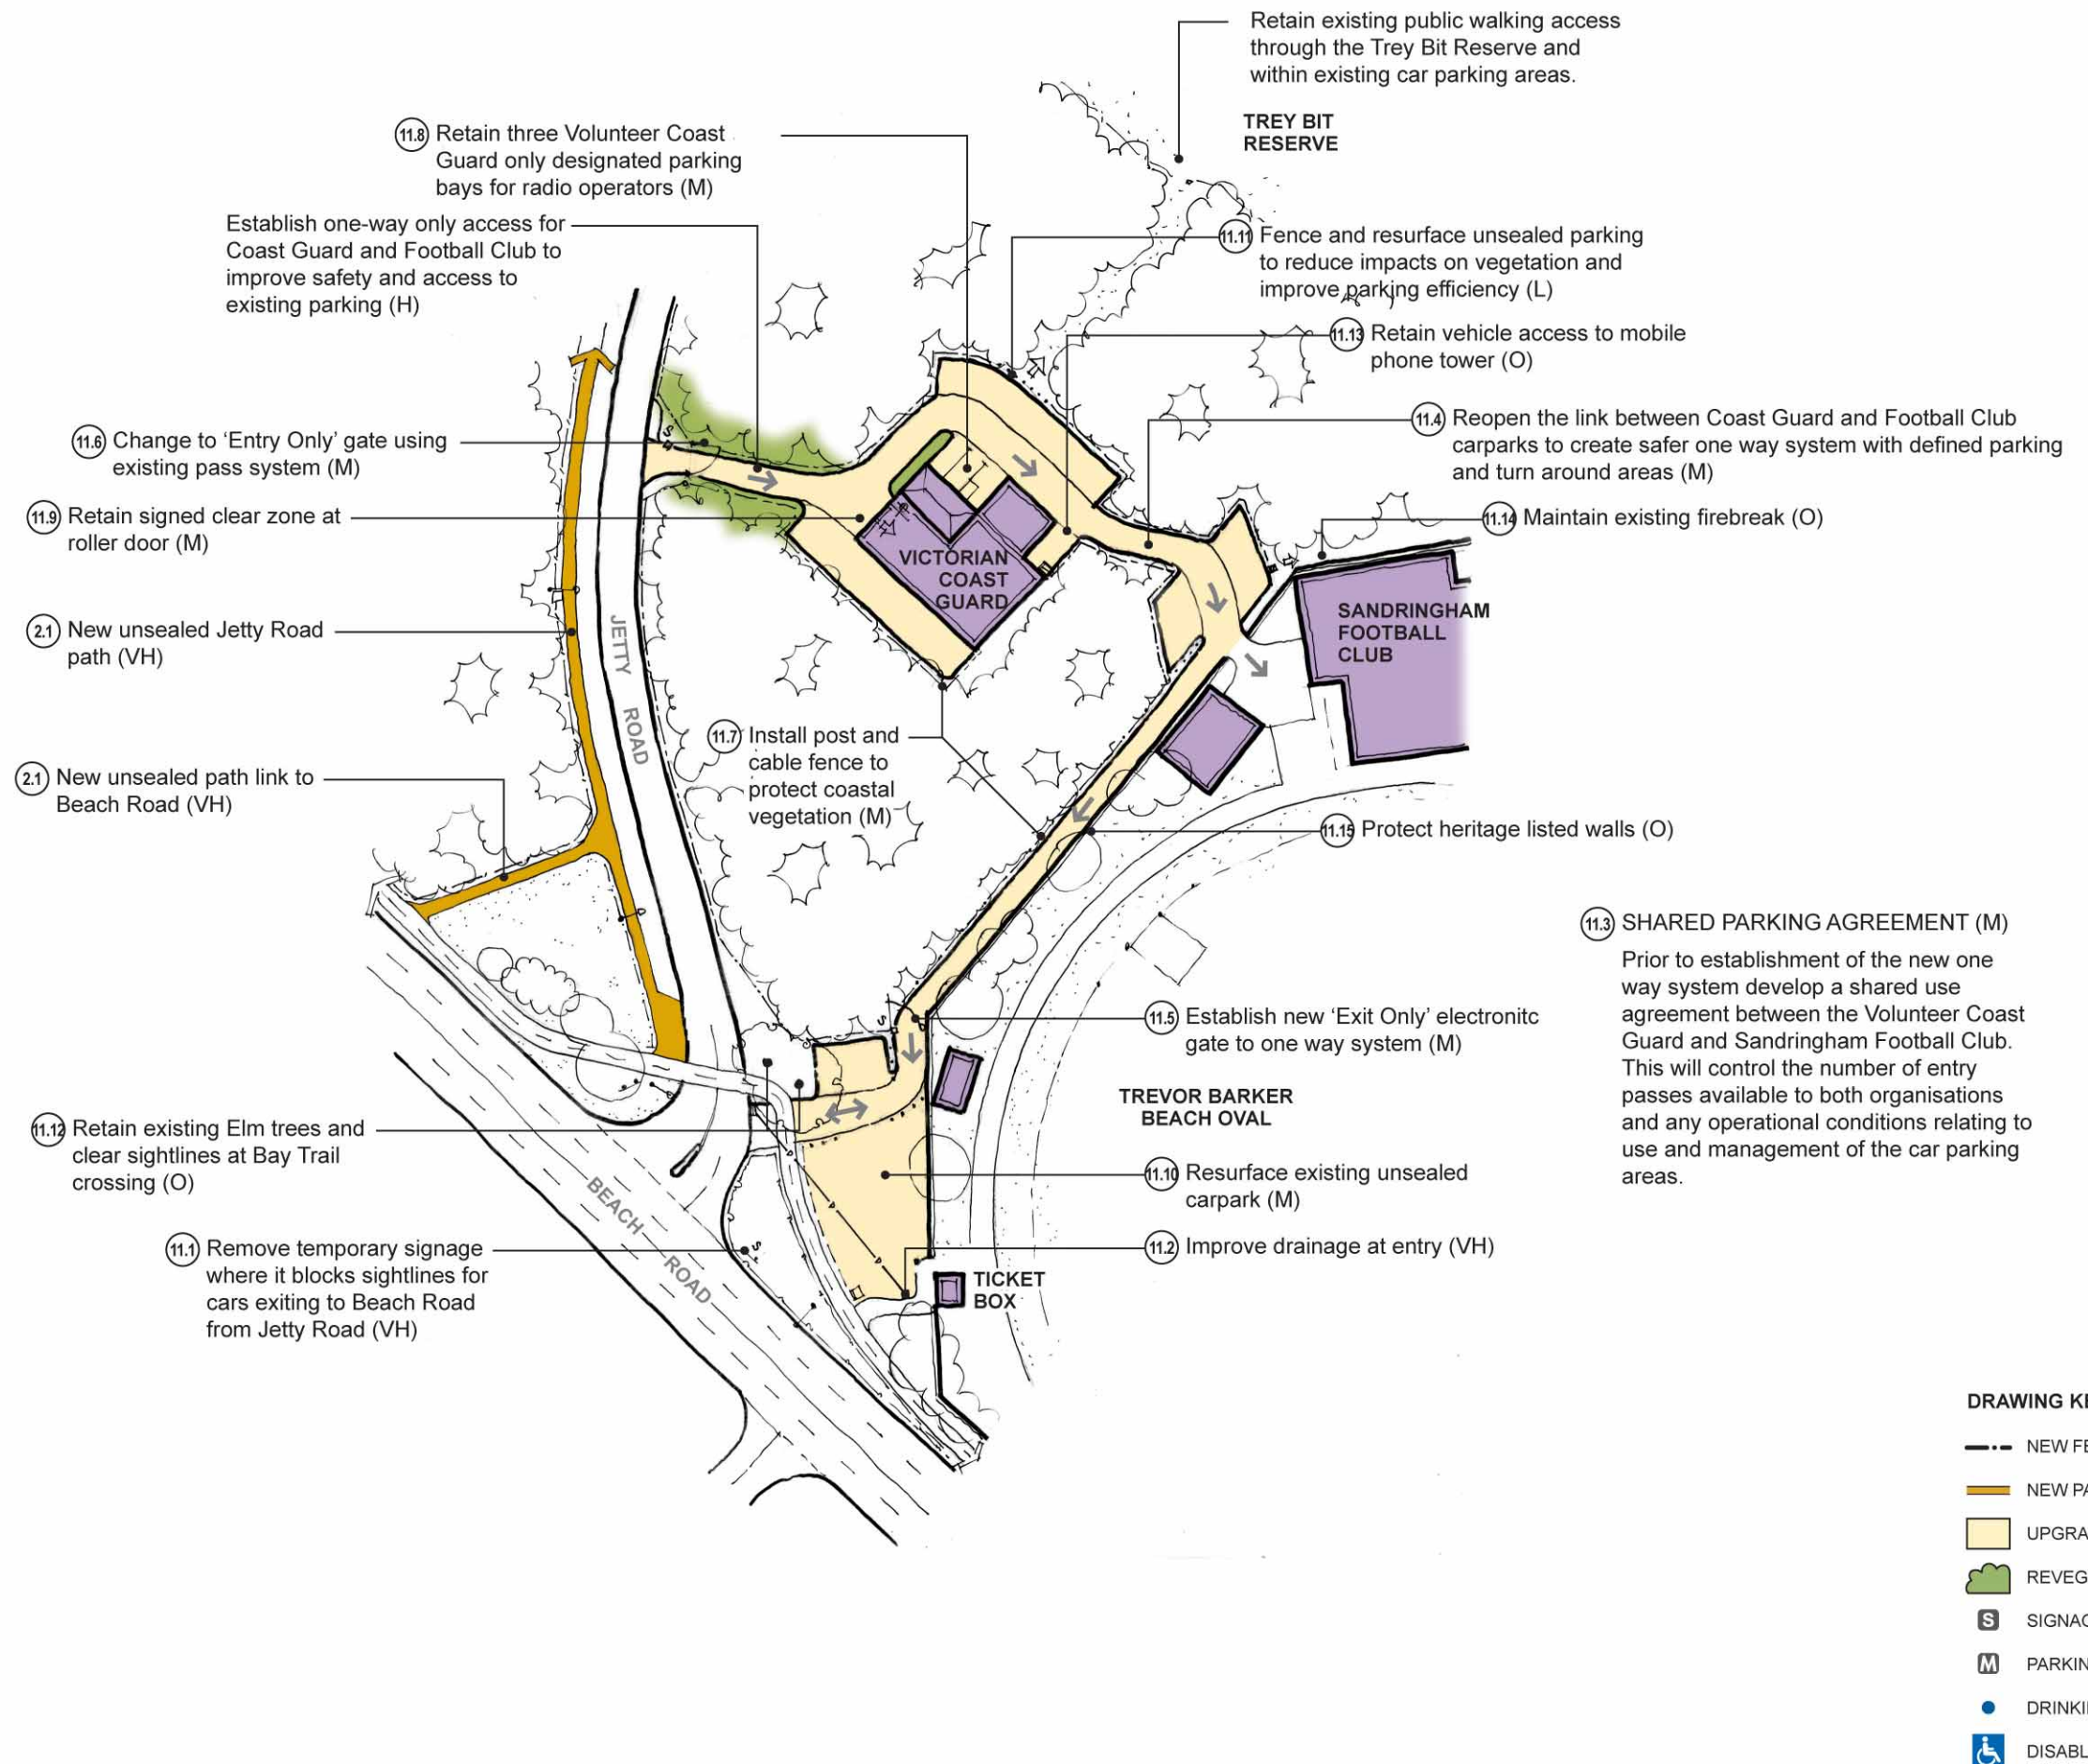 Retain existing public walking access
through the Trey Bit Reserve and
within existing car parking areas.
TREY BIT
RESERVE
11.8 Retain three Volunteer Coast
Guard only designated parking
bays for radio operators (M)
Establish one-way only access for
Coast Guard and Football Club to
improve safety and access to
existing parking (H)
11.11 Fence and resurface unsealed parking
to reduce impacts on vegetation and
improve parking efficiency (L)
11.13 Retain vehicle access to mobile
phone tower (O)
11.4 Reopen the link between Coast Guard and Football Club
carparks to create safer one way system with defined parking
and turn around areas (M)
11.6 Change to ‘Entry Only’ gate using
existing pass system (M)
11.9 Retain signed clear zone at
roller door (M)
11.14 Maintain existing firebreak (O)
VICTORIAN
COAST
GUARD
SANDRINGHAM
FOOTBALL
CLUB
2.1 New unsealed Jetty Road
path (VH)
JETTY ROAD
11.7 Install post and
cable fence to
protect coastal
vegetation (M)
2.1 New unsealed path link to
Beach Road (VH)
11.15 Protect heritage listed walls (O)
11.3 SHARED PARKING AGREEMENT (M)
Prior to establishment of the new one
way system develop a shared use
agreement between the Volunteer Coast
Guard and Sandringham Football Club.
This will control the number of entry
passes available to both organisations
and any operational conditions relating to
use and management of the car parking
areas.
11.5 Establish new ‘Exit Only’ electronitc
gate to one way system (M)
TREVOR BARKER
BEACH OVAL
11.12 Retain existing Elm trees and
clear sightlines at Bay Trail
crossing (O)
11.10 Resurface existing unsealed
carpark (M)
BEACH ROAD
11.1 Remove temporary signage
where it blocks sightlines for
cars exiting to Beach Road
from Jetty Road (VH)
11.2 Improve drainage at entry (VH)
TICKET
BOX
DRAWING KE
NEW FE
NEW PA
UPGRA
REVEG
S SIGNAG
M PARKIN
DRINKI
DISABL